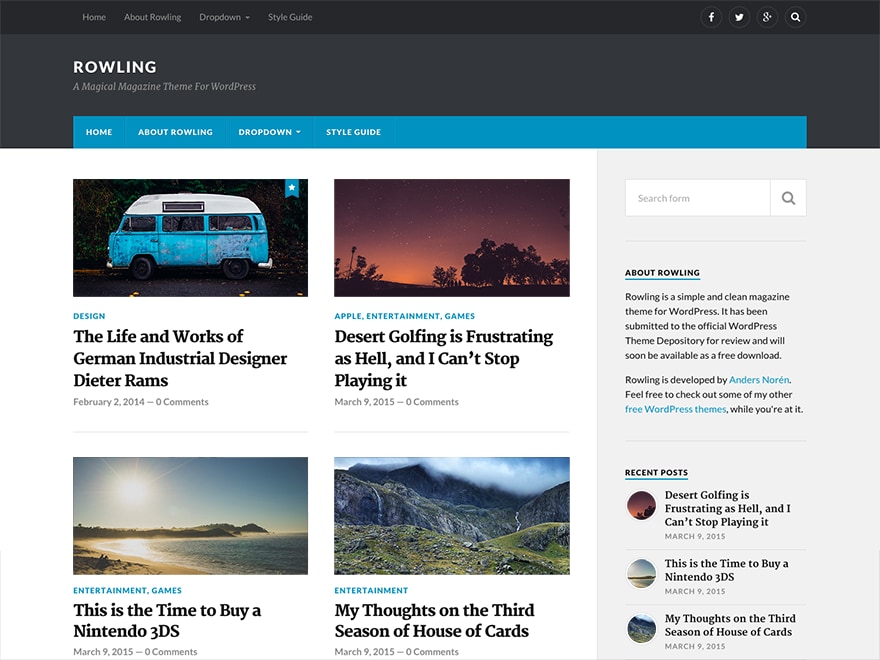 Home About Rowling Dropdown Style Guide
ROWLING
A Magical Magazine Theme For WordPress
HOME ABOUT ROWLING DROPDOWN STYLE GUIDE
DESIGN
The Life and Works of
German Industrial Designer
Dieter Rams
February 2, 2014 — 0 Comments
APPLE, ENTERTAINMENT, GAMES
Desert Golfing is Frustrating
as Hell, and I Can’t Stop
Playing it
March 9, 2015 — 0 Comments
ENTERTAINMENT, GAMES
This is the Time to Buy a
Nintendo 3DS
March 9, 2015 — 0 Comments
ENTERTAINMENT
My Thoughts on the Third
Season of House of Cards
March 9, 2015 — 0 Comments
Search form
ABOUT ROWLING
Rowling is a simple and clean magazine
theme for WordPress. It has been
submitted to the official WordPress
Theme Depository for review and will
soon be available as a free download.
Rowling is developed by Anders Norén.
Feel free to check out some of my other
free WordPress themes, while you're at it.
RECENT POSTS
Desert Golfing is
Frustrating as Hell, and I
Can’t Stop Playing it
MARCH 9, 2015
This is the Time to Buy a
Nintendo 3DS
MARCH 9, 2015
My Thoughts on the Third
Season of House of Cards
MARCH 9, 2015